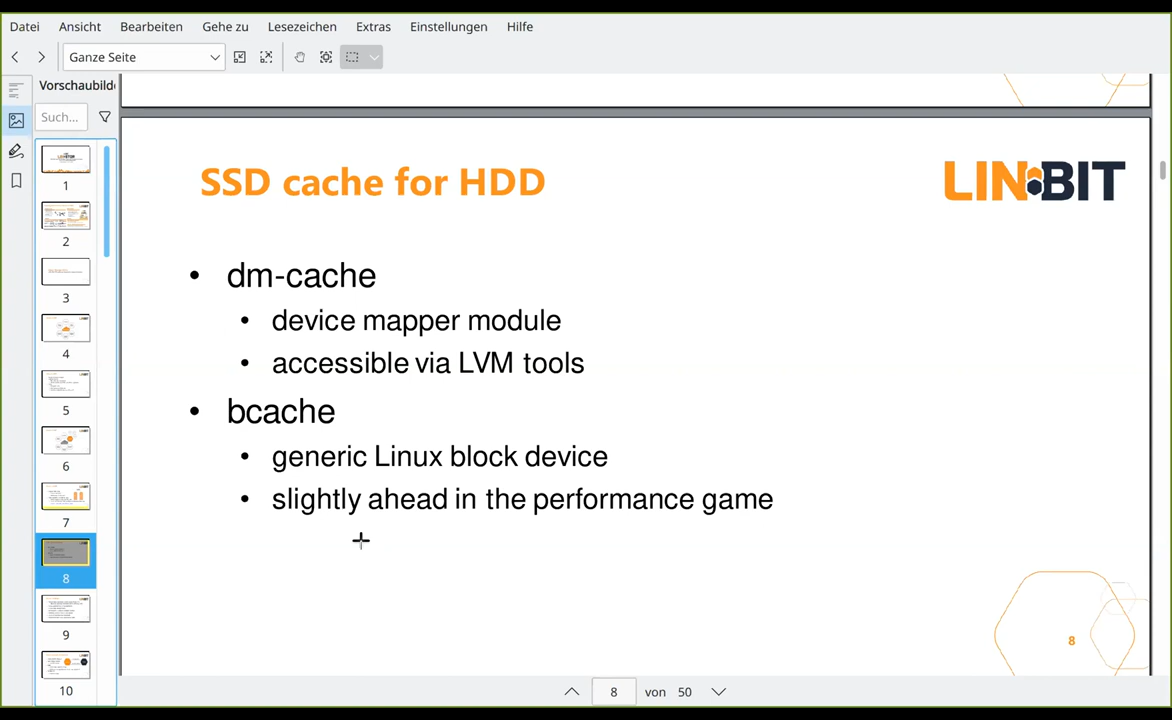 Datei Ansicht Bearbeiten Gehe zu Lesezeichen Extras Einstellungen Hilfe
Ganze Seite
Vorschaubild
Such...
1
2
3
4
5
6
7
8
9
10
SSD cache for HDD
LINBIT
• dm-cache
• device mapper module
• accessible via LVM tools
• bcache
• generic Linux block device
• slightly ahead in the performance game
8
8 von 50